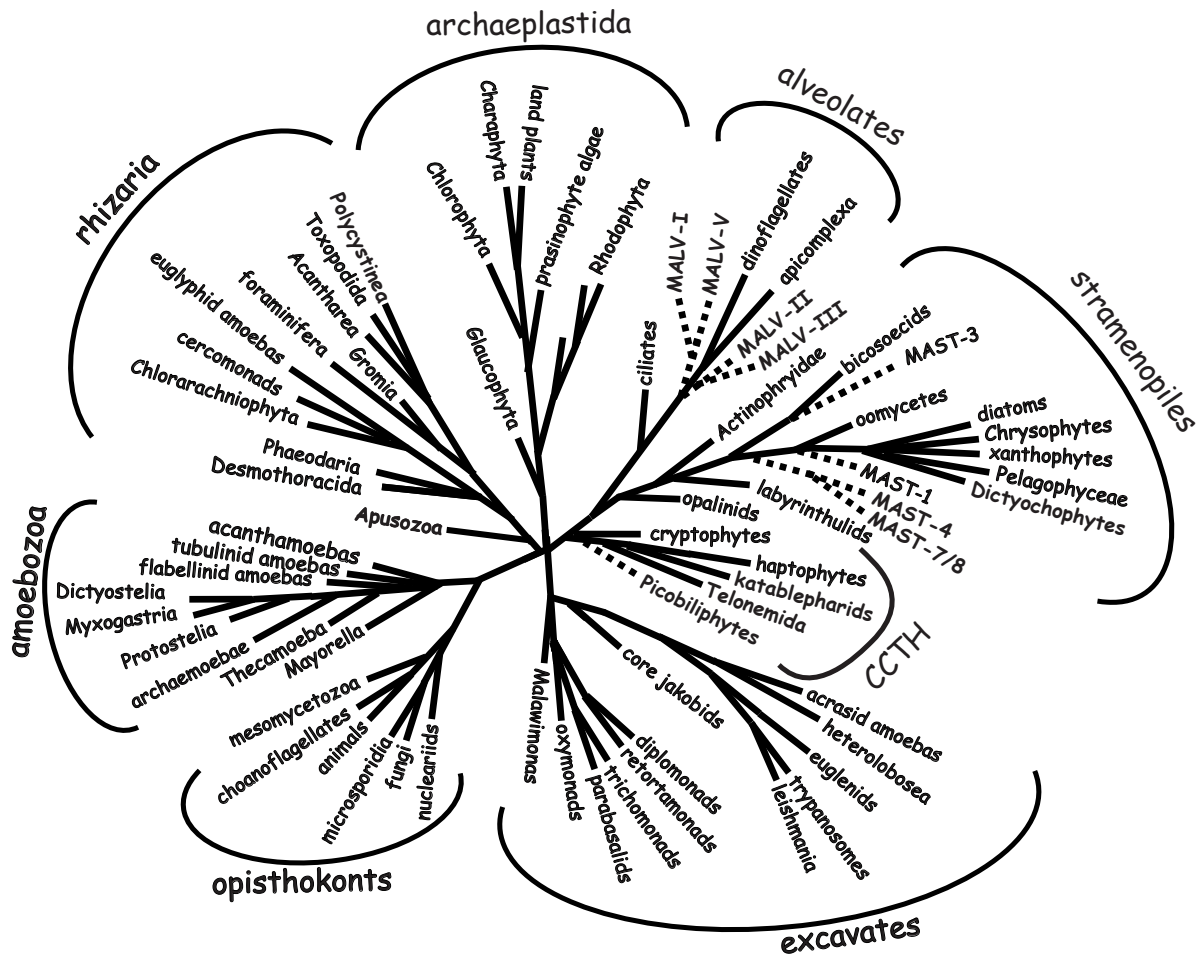 archaeplastida
Charaphyta
land plants
Chlorophyta
prasinophyte algae
Rhodophyta
Glaucophyta
alveolates
MALV-I
MALV-V
dinoflagellates
apicomplexa
MALV-II
MALV-III
ciliates
stramenopiles
Actinophryidae
bicosoecids
MAST-3
oomycetes
diatoms
Chrysophytes
xanthophytes
Pelagophyceae
Dictyochophytes
MAST-1
MAST-4
MAST-7/8
labyrinthulids
opalinids
CCTH
cryptophytes
haptophytes
katablepharids
Telonemida
Picobiliphytes
excavates
core jakobids
acrasid amoebas
heterolobosea
euglenids
trypanosomes
leishmania
diplomonads
retortamonads
trichomonads
parabasalids
oxymonads
Malawimonas
opisthokonts
nucleariids
fungi
microsporidia
animals
choanoflagellates
mesomycetozoa
amoebozoa
acanthamoebas
tubulinid amoebas
flabellinid amoebas
Dictyostelia
Myxogastria
Protostelia
archaemoebae
Thecamoeba
Mayorella
Apusozoa
rhizaria
Polycystinea
Toxopodida
Acantharea
foraminifera
Gromia
euglyphid amoebas
cercomonads
Chlorarachniophyta
Phaeodaria
Desmothoracida